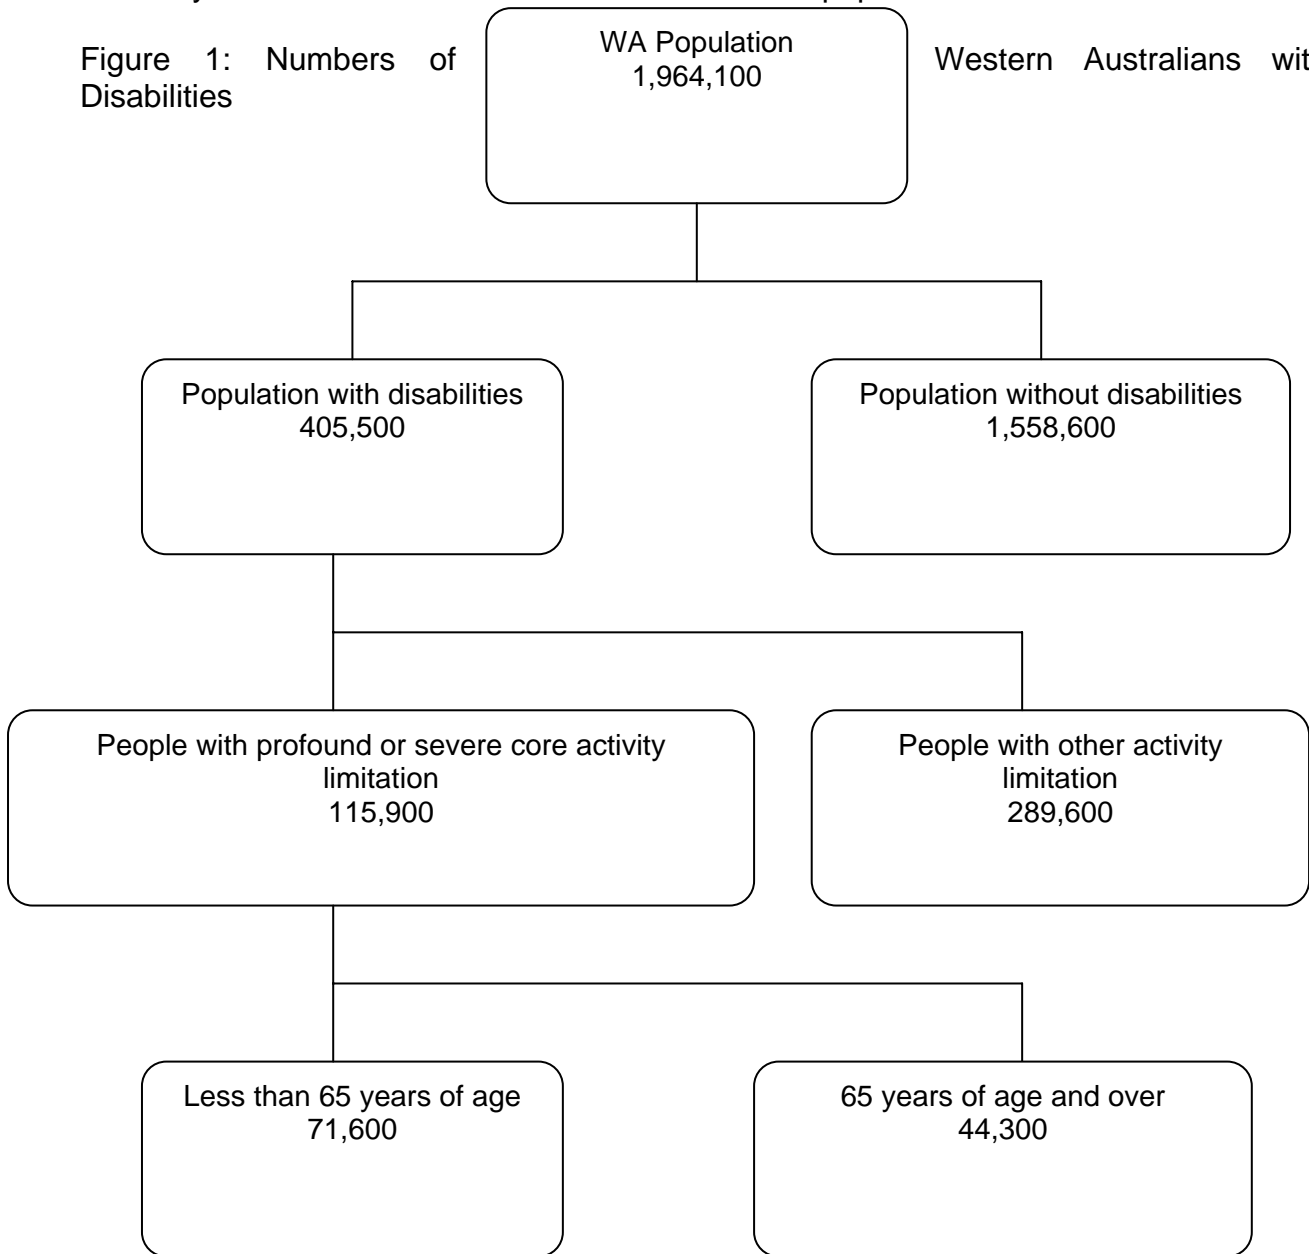 Figure 1: Numbers of Western Australians wit
Disabilities
WA Population
1,964,100
Population with disabilities
405,500
Population without disabilities
1,558,600
People with profound or severe core activity
limitation
115,900
People with other activity
limitation
289,600
Less than 65 years of age
71,600
65 years of age and over
44,300